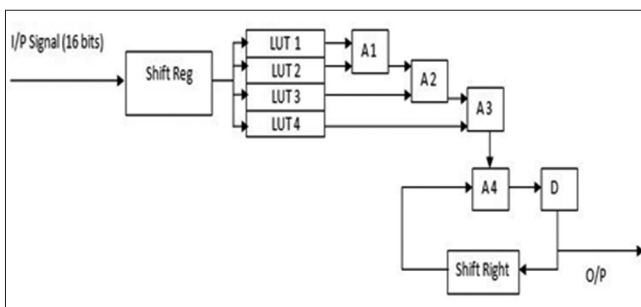 I/P Signal (16 bits)
Shift Reg
LUT 1
LUT 2
LUT 3
LUT 4
A1
A2
A3
A4
D
Shift Right
O/P